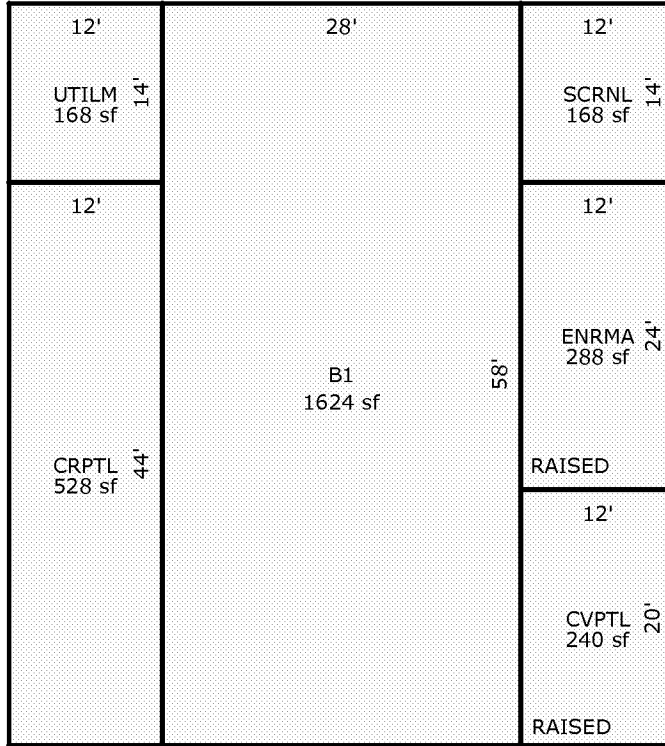 12'
UTILM
168 sf
14'
12'
CRPTL
528 sf
44'
28'
B1
1624 sf
58'
12'
SCRNL
168 sf
14'
12'
ENRMA
288 sf
24'
RAISED
12'
CVPTL
240 sf
20'
RAISED